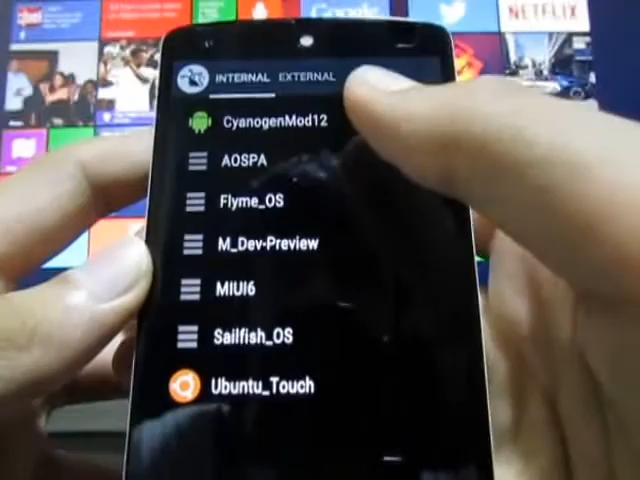 Google
NETFLIX
INTERNAL EXTERNAL
CyanogenMod12
AOSPA
Flyme_OS
M_Dev-Preview
MIUI6
Sailfish_OS
Ubuntu_Touch